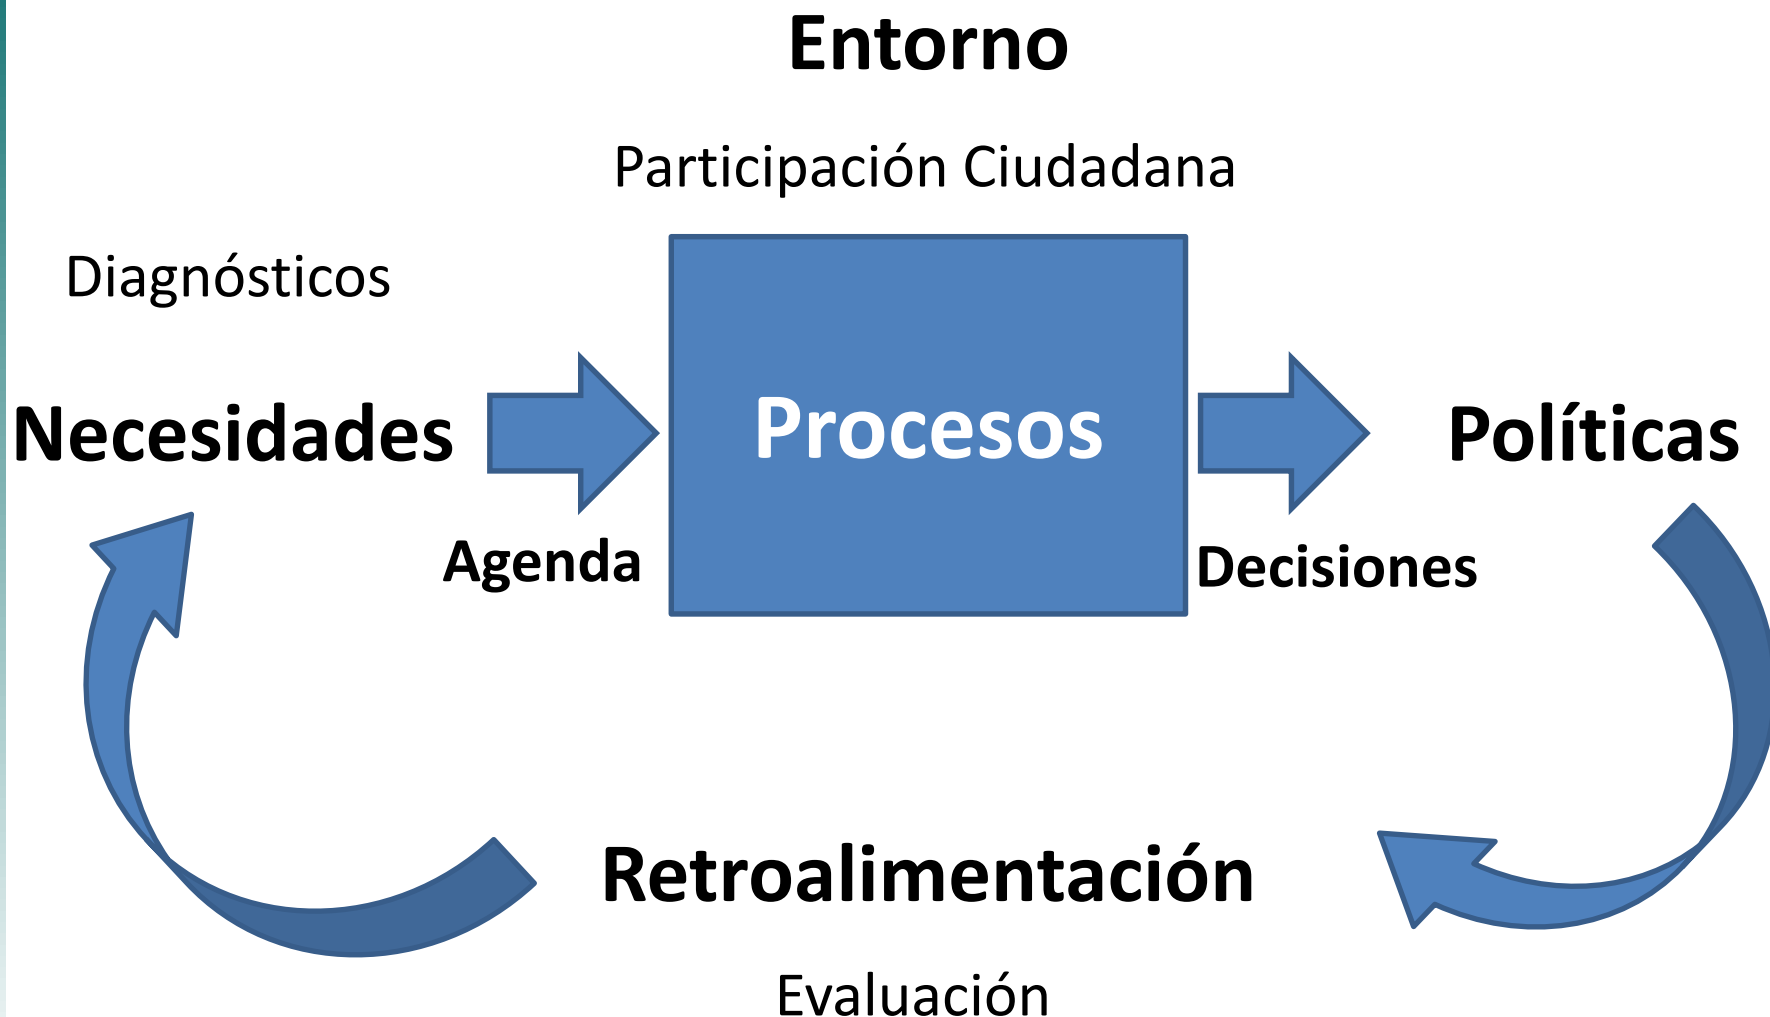 Entorno
Participación Ciudadana
Diagnósticos
Necesidades
Procesos
Políticas
Agenda
Decisiones
Retroalimentación
Evaluación